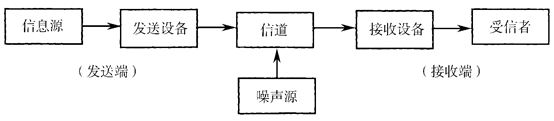 信息源
发送设备
信道
接收设备
受信者
（发送端）
（接收端）
噪声源